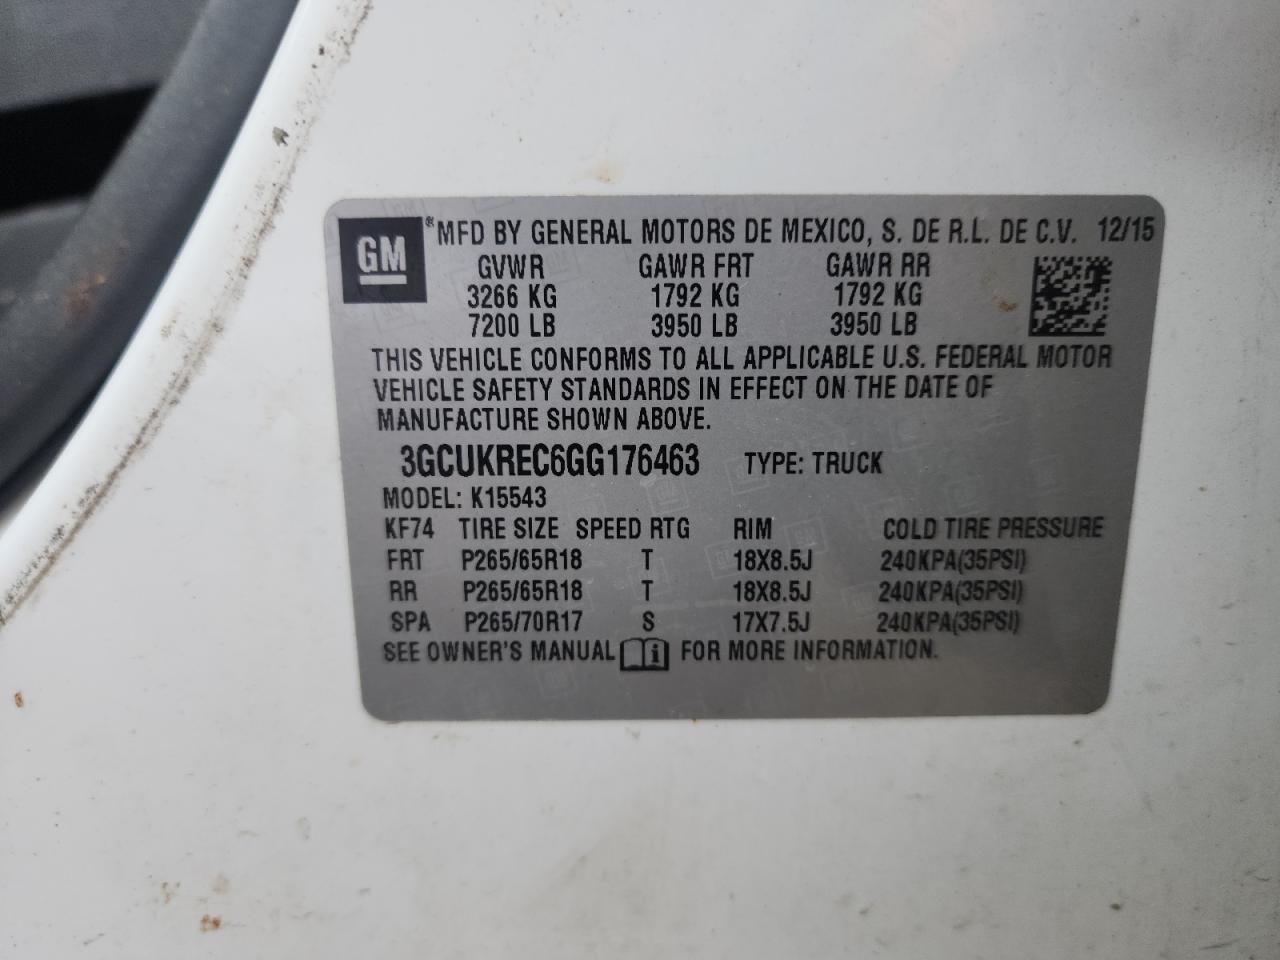 GM ® MFD BY GENERAL MOTORS DE MEXICO, S. DE R.L. DE C.V. 12/15
GVWR GAWR FRT GAWR RR
3266 KG 1792 KG 1792 KG
7200 LB 3950 LB 3950 LB
THIS VEHICLE CONFORMS TO ALL APPLICABLE U.S. FEDERAL MOTOR
VEHICLE SAFETY STANDARDS IN EFFECT ON THE DATE OF
MANUFACTURE SHOWN ABOVE.
3GCUKREC6GG176463 TYPE: TRUCK
MODEL: K15543
KF74 TIRE SIZE SPEED RTG RIM COLD TIRE PRESSURE
FRT P265/65R18 T 18X8.5J 240KPA(35PSI)
RR P265/65R18 T 18X8.5J 240KPA(35PSI)
SPA P265/70R17 S 17X7.5J 240KPA(35PSI)
SEE OWNER'S MANUAL i FOR MORE INFORMATION.